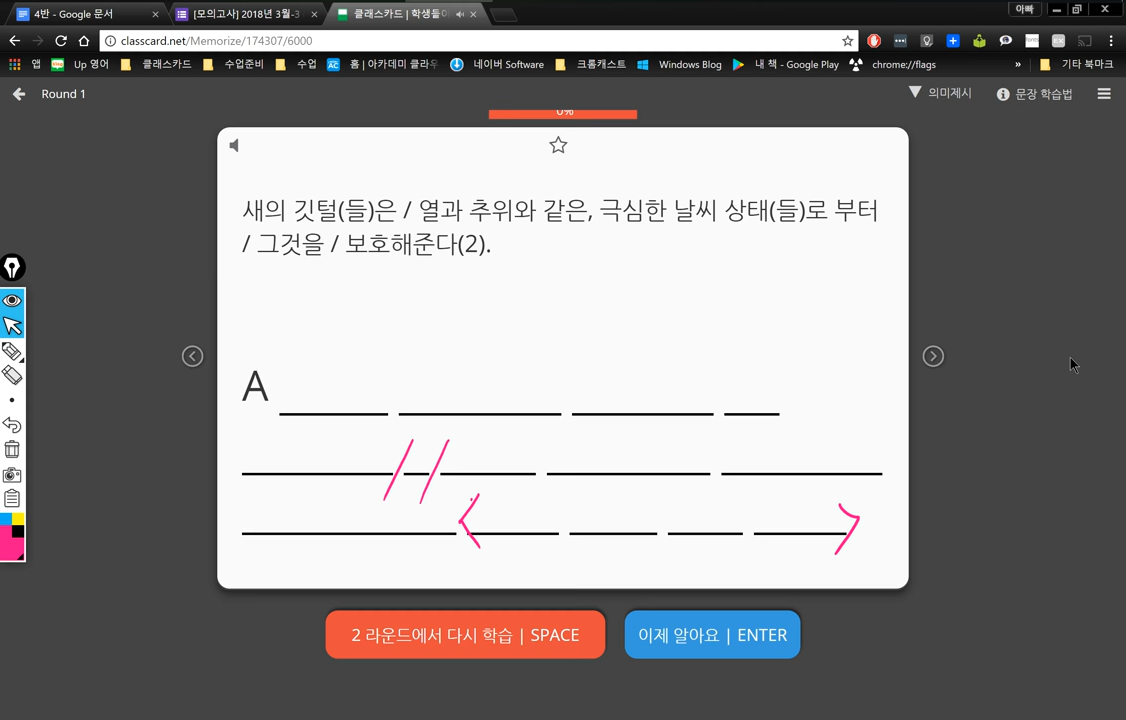 4반 - Google 문서
[모의고사] 2018년 3월-3
클래스카드 | 학생들이
아빠
classcard.net/Memorize/174307/6000
앱 Up 영어 클래스카드 수업준비 수업 홈 | 아카데미 클라우 네이버 Software 크롬캐스트 Windows Blog 내 책 - Google Play chrome://flags » 기타 북마크
Round 1
의미제시
문장 학습법
0%
새의 깃털(들)은 / 열과 추위와 같은, 극심한 날씨 상태(들)로 부터
/ 그것을 / 보호해준다(2).
A
2 라운드에서 다시 학습 | SPACE
이제 알아요 | ENTER